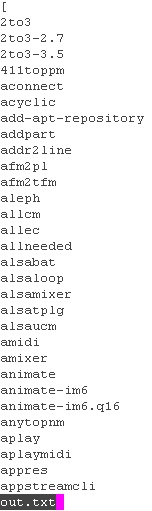 [
2to3
2to3-2.7
2to3-3.5
411toppm
aconnect
acyclic
add-apt-repository
addpart
addr2line
afm2pl
afm2tfm
aleph
allcm
allec
allneeded
alsabat
alsaloop
alsamixer
alsatplg
alsaucm
amidi
amixer
animate
animate-im6
animate-im6.q16
anytopnm
aplay
aplaymidi
appres
appstreamcli
out.txt